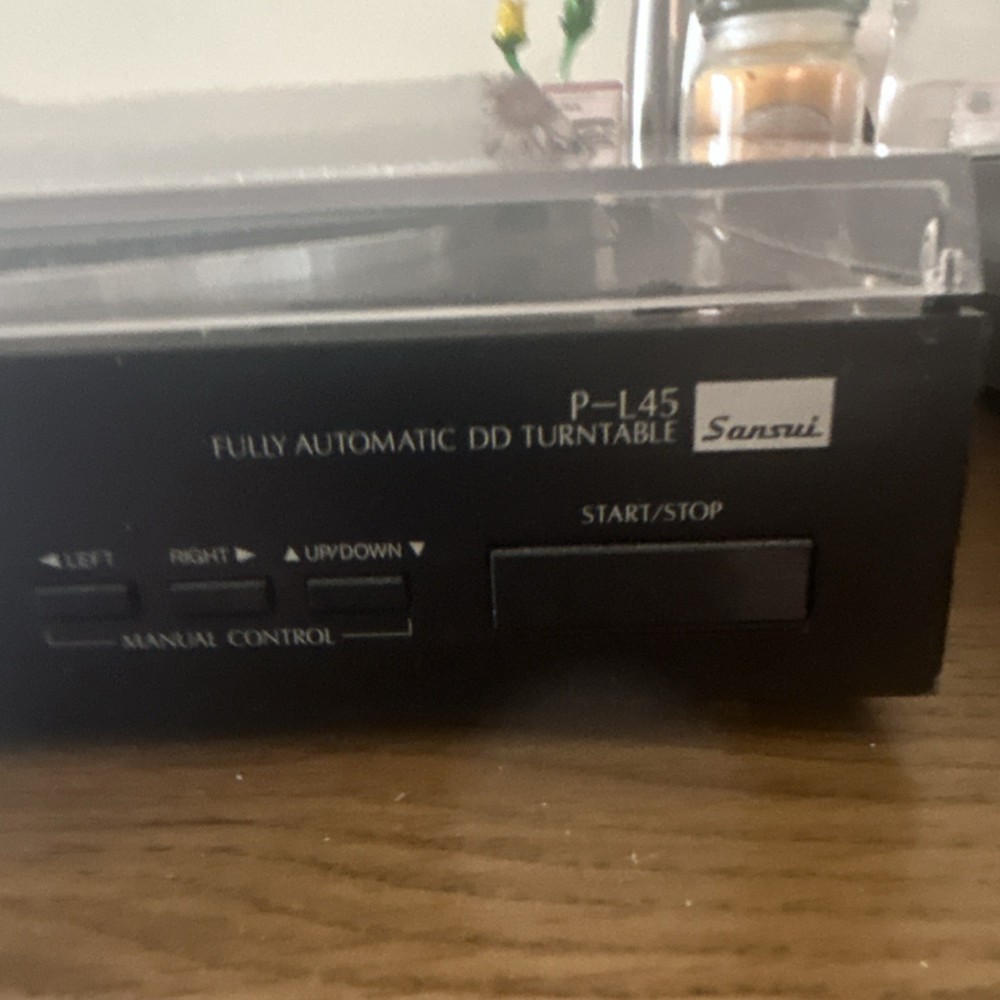 P-L45
FULLY AUTOMATIC DD TURNTABLE
Sansui
START/STOP
◀ LEFT RIGHT ▶ ▲ UP/DOWN ▼
MANUAL CONTROL